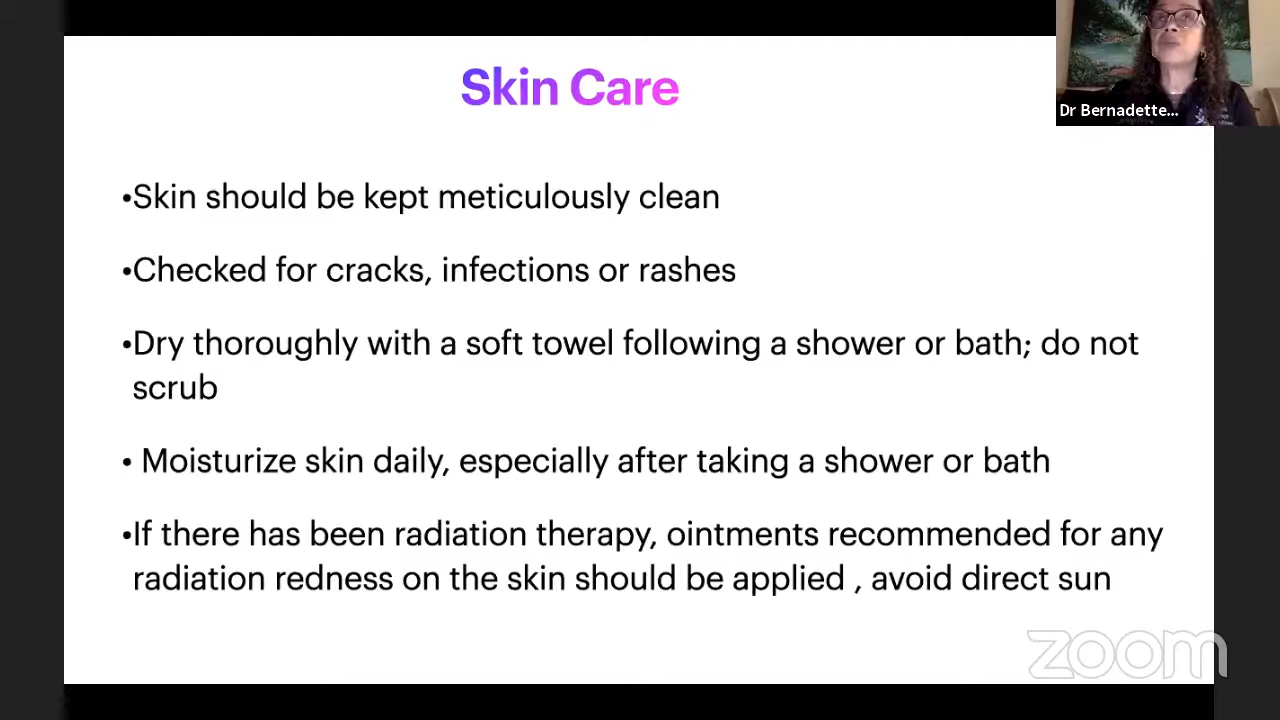 Skin Care
Dr Bernadette...
•Skin should be kept meticulously clean
•Checked for cracks, infections or rashes
•Dry thoroughly with a soft towel following a shower or bath; do not
scrub
• Moisturize skin daily, especially after taking a shower or bath
•If there has been radiation therapy, ointments recommended for any
radiation redness on the skin should be applied , avoid direct sun
zoom